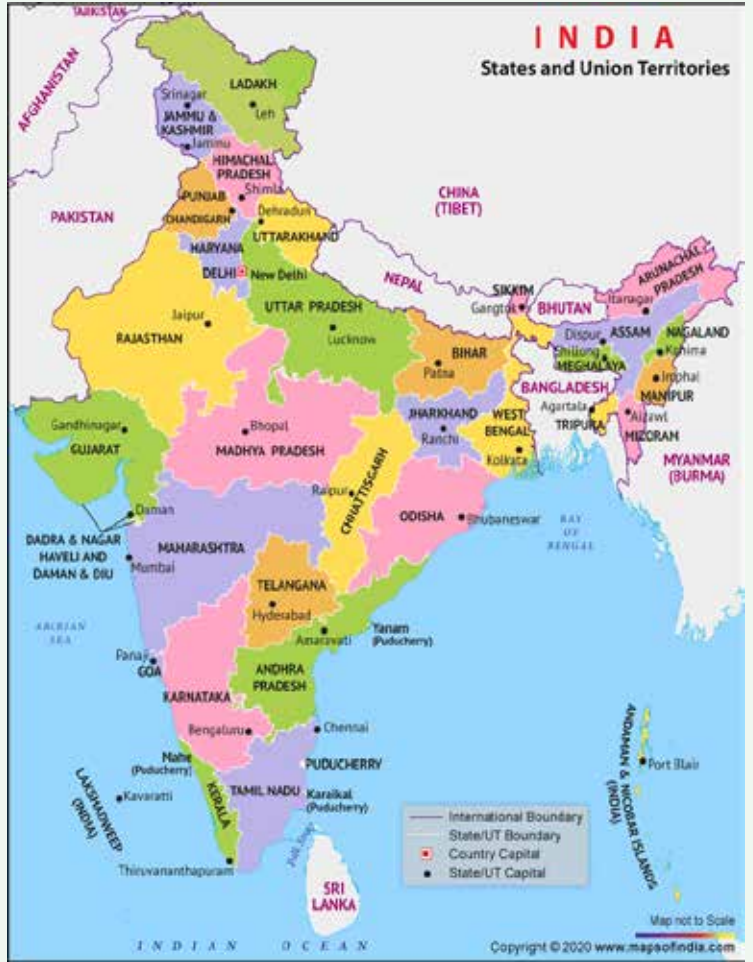 INDIA
States and Union Territories
TAJIKISTAN
AFGHANISTAN
PAKISTAN
CHINA
(TIBET)
LADAKH
Srinagar
Leh
JAMMU &
KASHMIR
Jammu
HIMACHAL
PRADESH
Shimla
PUNJAB
CHANDIGARH
Dehradun
UTTARAKHAND
HARYANA
DELHI
New Delhi
NEPAL
SIKKIM
Gangtok
BHUTAN
ARUNACHAL
PRADESH
Itanagar
UTTAR PRADESH
Lucknow
Jaipur
RAJASTHAN
BIHAR
Patna
Dispur
ASSAM
NAGALAND
Shillong
Kohima
MEGHALAYA
Imphal
MANIPUR
BANGLADESH
Agartala
TRIPURA
Aizawl
MIZORAM
MYANMAR
(BURMA)
Gandhinagar
GUJARAT
Bhopal
MADHYA PRADESH
JHARKHAND
Ranchi
WEST
BENGAL
Kolkata
Raipur
CHHATTISGARH
ODISHA
Bhubaneswar
BAY
OF
BENGAL
Daman
DADRA & NAGAR
HAVELI AND
DAMAN & DIU
Mumbai
MAHARASHTRA
TELANGANA
Hyderabad
Amaravati
Yanam
(Puducherry)
ARABIAN
SEA
Panaji
GOA
KARNATAKA
ANDHRA
PRADESH
Bengaluru
Chennai
Mahe
(Puducherry)
PUDUCHERRY
TAMIL NADU
Karaikal
(Puducherry)
KERALA
LAKSHADWEEP
(INDIA)
Kavaratti
Thiruvananthapuram
SRI
LANKA
ANDAMAN & NICOBAR ISLANDS
(INDIA)
Port Blair
International Boundary
State/UT Boundary
Country Capital
State/UT Capital
INDIAN OCEAN
Map not to Scale
Copyright © 2020 www.mapsofindia.com